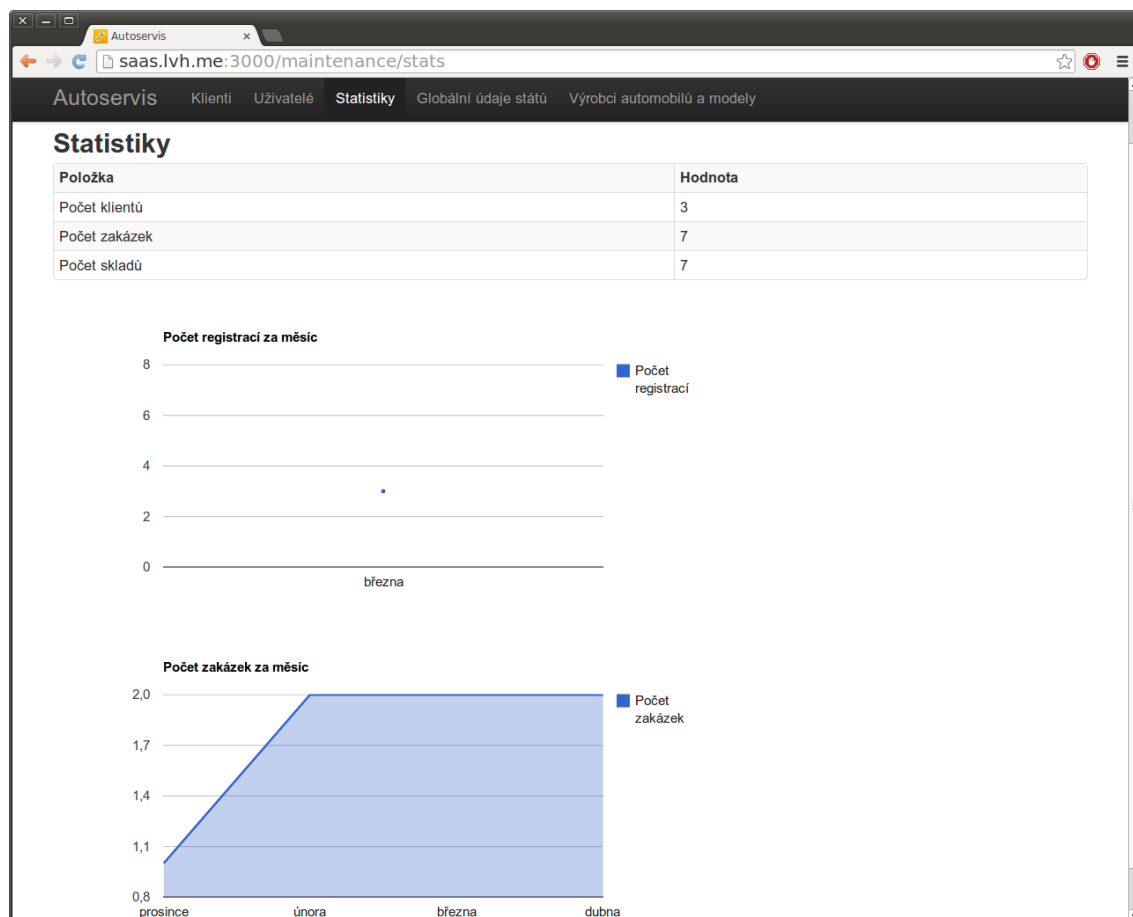 Autoservis
saas.lvh.me:3000/maintenance/stats
Autoservis Klienti Uživatelé Statistiky Globální údaje států Výrobci automobilů a modely
Statistiky
Položka Hodnota
Počet klientů 3
Počet zakázek 7
Počet skladů 7
Počet registrací za měsíc
8
6
4
2
0
března
Počet
registrací
Počet zakázek za měsíc
2,0
1,7
1,4
1,1
0,8
prosince února března dubna
Počet
zakázek